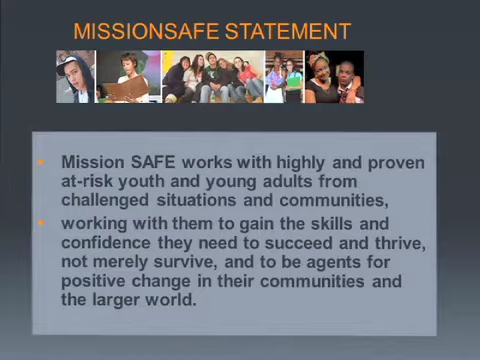 MISSIONSAFE STATEMENT
• Mission SAFE works with highly and proven
at-risk youth and young adults from
challenged situations and communities,
• working with them to gain the skills and
confidence they need to succeed and thrive,
not merely survive, and to be agents for
positive change in their communities and
the larger world.